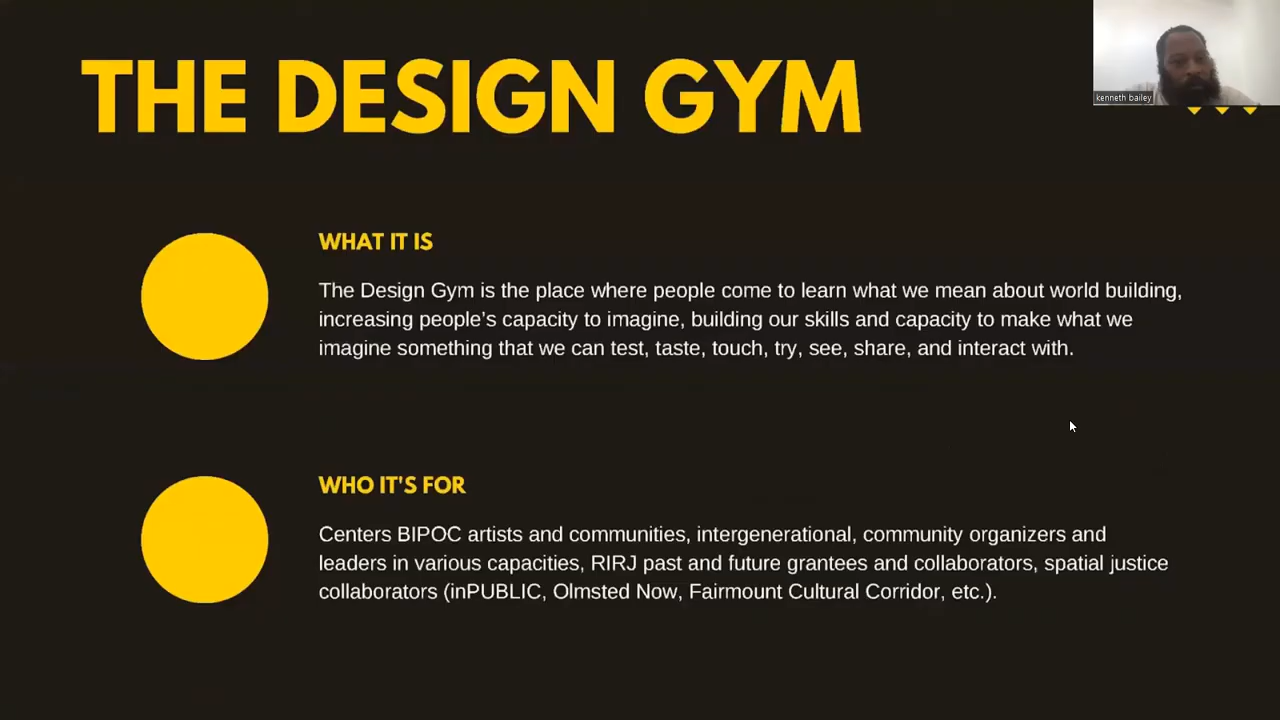 THE DESIGN GYM
kenneth bailey
WHAT IT IS
The Design Gym is the place where people come to learn what we mean about world building,
increasing people's capacity to imagine, building our skills and capacity to make what we
imagine something that we can test, taste, touch, try, see, share, and interact with.
WHO IT'S FOR
Centers BIPOC artists and communities, intergenerational, community organizers and
leaders in various capacities, RIRJ past and future grantees and collaborators, spatial justice
collaborators (inPUBLIC, Olmsted Now, Fairmount Cultural Corridor, etc.).